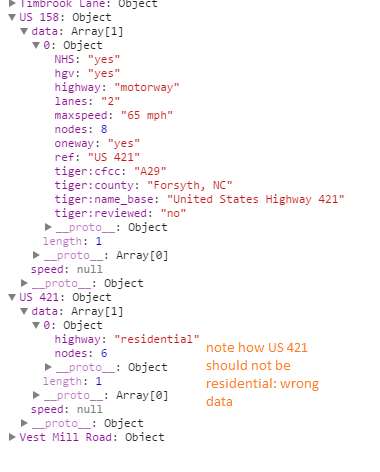 ▶ Timbrook Lane: Object
▼ US 158: Object
▼ data: Array[1]
▼ 0: Object
NHS: "yes"
hgv: "yes"
highway: "motorway"
lanes: "2"
maxspeed: "65 mph"
nodes: 8
oneway: "yes"
ref: "US 421"
tiger:cfcc: "A29"
tiger:county: "Forsyth, NC"
tiger:name_base: "United States Highway 421"
tiger:reviewed: "no"
▶ __proto__: Object
length: 1
▶ __proto__: Array[0]
speed: null
▶ __proto__: Object
▼ US 421: Object
▼ data: Array[1]
▼ 0: Object
highway: "residential"
nodes: 6
▶ __proto__: Object
length: 1
▶ __proto__: Array[0]
speed: null
▶ __proto__: Object
▶ Vest Mill Road: Object
note how US 421
should not be
residential: wrong
data